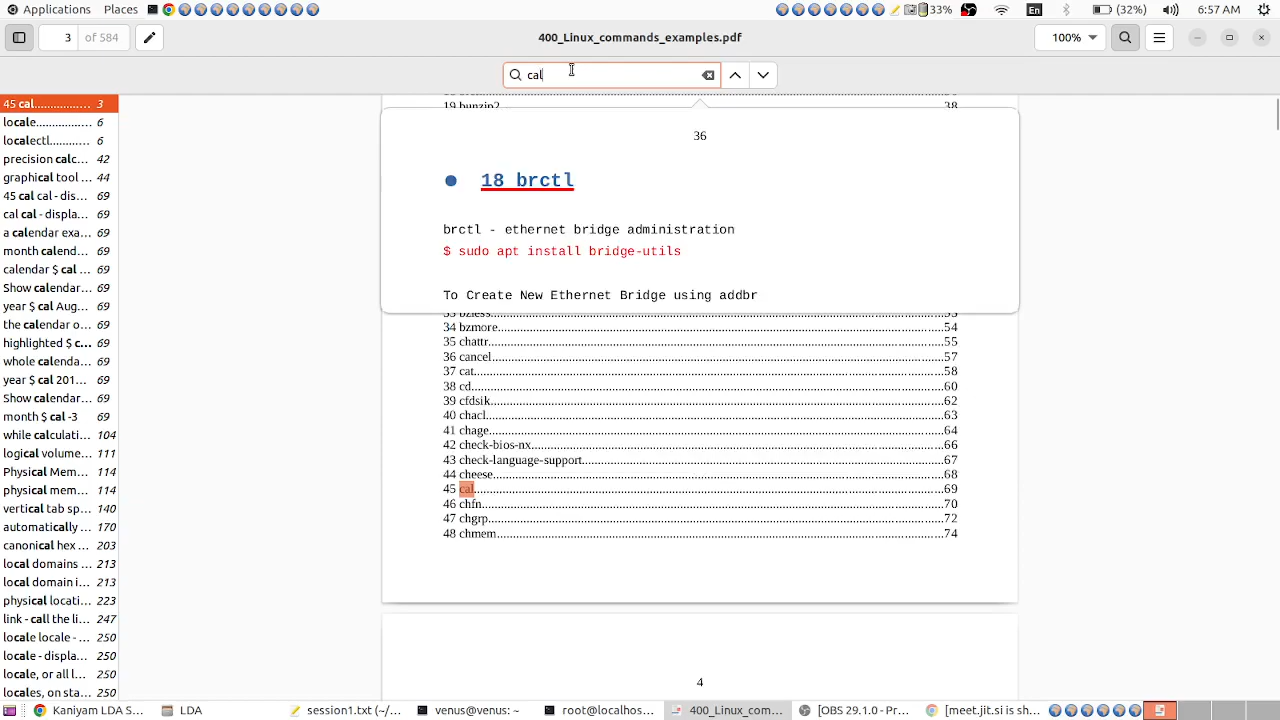 Applications Places 33% En (32%) 6:57 AM
3 of 584 400_Linux_commands_examples.pdf 100%
cal
45 cal................ 3
locale................. 6
localectl.......... 6
precision calc... 42
graphical tool ... 44
45 cal cal - dis... 69
cal cal - displa... 69
a calendar exa... 69
month calend... 69
calendar $ cal ... 69
Show calendar... 69
year $ cal Aug... 69
the calendar o... 69
highlighted $ c... 69
whole calenda... 69
year $ cal 201... 69
Show calendar... 69
month $ cal -3 69
while calculati... 104
logical volume... 111
Physical Mem... 114
physical mem... 114
vertical tab sp... 140
automatically ... 170
canonical hex ... 203
local domains ... 213
local domain i... 213
physical locati... 223
link - call the li... 247
locale locale - ... 250
locale - displa... 250
locale, or all l... 250
locales, on sta... 250
19 bunzip2 38
36
18 brctl
brctl - ethernet bridge administration
$ sudo apt install bridge-utils
To Create New Ethernet Bridge using addbr
33 bzless 53
34 bzmore....................54
35 chattr....................55
36 cancel....................57
37 cat....................58
38 cd....................60
39 cfdsik....................62
40 chacl....................63
41 chage....................64
42 check-bios-nx....................66
43 check-language-support....................67
44 cheese....................68
45 cal....................69
46 chfn....................70
47 chgrp....................72
48 chmem....................74
4
Kaniyam LDA S... LDA session1.txt (~/... venus@venus: ~ root@localhos... 400_Linux_com... [OBS 29.1.0 - Pr... [meet.jit.si is sh...